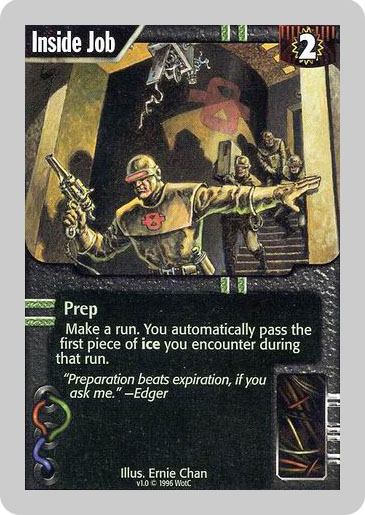 Inside Job
2
Prep
Make a run. You automatically pass the
first piece of ice you encounter during
that run.
“Preparation beats expiration, if you
ask me.” –Edger
Illus. Ernie Chan
v1.0 © 1996 WotC